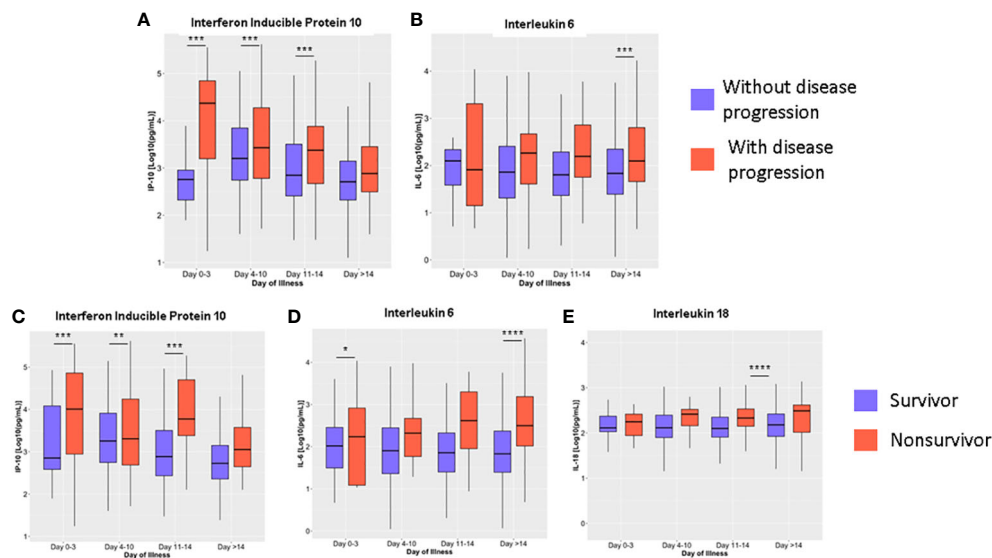 A
Interferon Inducible Protein 10
IP-10 [Log10(pg/mL)]
5
4
3
2
1
***
***
***
Day 0-3
Day 4-10
Day 11-14
Day >14
Day of Illness
B
Interleukin 6
IL-6 [Log10(pg/mL)]
4
3
2
1
0
***
Day 0-3
Day 4-10
Day 11-14
Day >14
Day of Illness
Without disease
progression
With disease
progression
C
Interferon Inducible Protein 10
IP-10 [Log10(pg/mL)]
5
4
3
2
1
***
**
***
Day 0-3
Day 4-10
Day 11-14
Day >14
Day of Illness
D
Interleukin 6
IL-6 [Log10(pg/mL)]
4
3
2
1
0
*
****
Day 0-3
Day 4-10
Day 11-14
Day >14
Day of Illness
E
Interleukin 18
IL-18 [Log10(pg/mL)]
4
3
2
1
0
****
Day 0-3
Day 4-10
Day 11-14
Day >14
Day of Illness
Survivor
Nonsurvivor